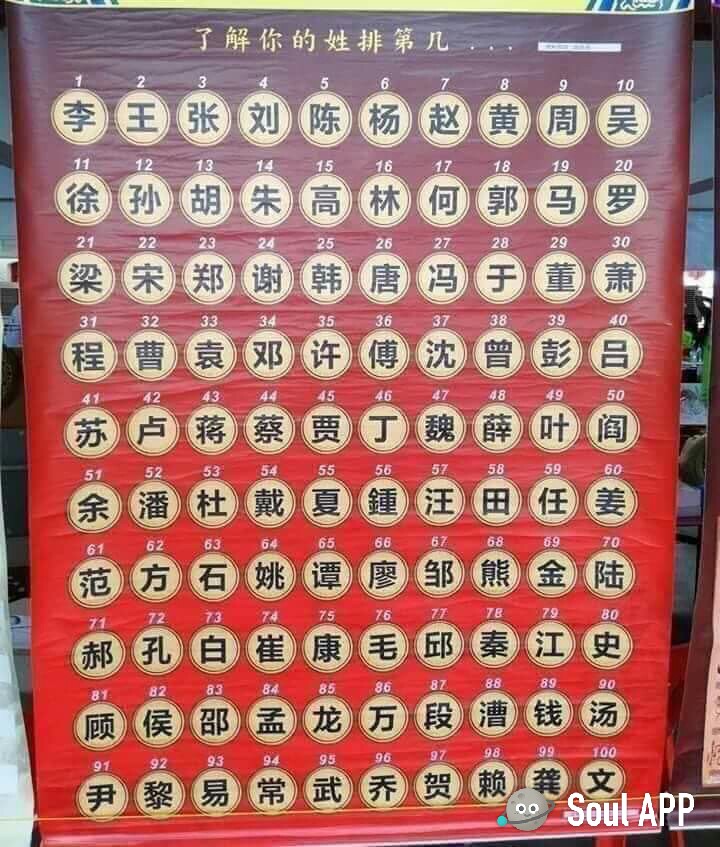 了解你的姓排第几 ...
1 2 3 4 5 6 7 8 9 10
李 王 张 刘 陈 杨 赵 黄 周 吴
11 12 13 14 15 16 17 18 19 20
徐 孙 胡 朱 高 林 何 郭 马 罗
21 22 23 24 25 26 27 28 29 30
梁 宋 郑 谢 韩 唐 冯 于 董 萧
31 32 33 34 35 36 37 38 39 40
程 曹 袁 邓 许 傅 沈 曾 彭 吕
41 42 43 44 45 46 47 48 49 50
苏 卢 蒋 蔡 贾 丁 魏 薛 叶 阎
51 52 53 54 55 56 57 58 59 60
余 潘 杜 戴 夏 鍾 汪 田 任 姜
61 62 63 64 65 66 67 68 69 70
范 方 石 姚 谭 廖 邹 熊 金 陆
71 72 73 74 75 76 77 78 79 80
郝 孔 白 崔 康 毛 邱 秦 江 史
81 82 83 84 85 86 87 88 89 90
顾 侯 邵 孟 龙 万 段 漕 钱 汤
91 92 93 94 95 96 97 98 99 100
尹 黎 易 常 武 乔 贺 赖 龚 文
Soul APP